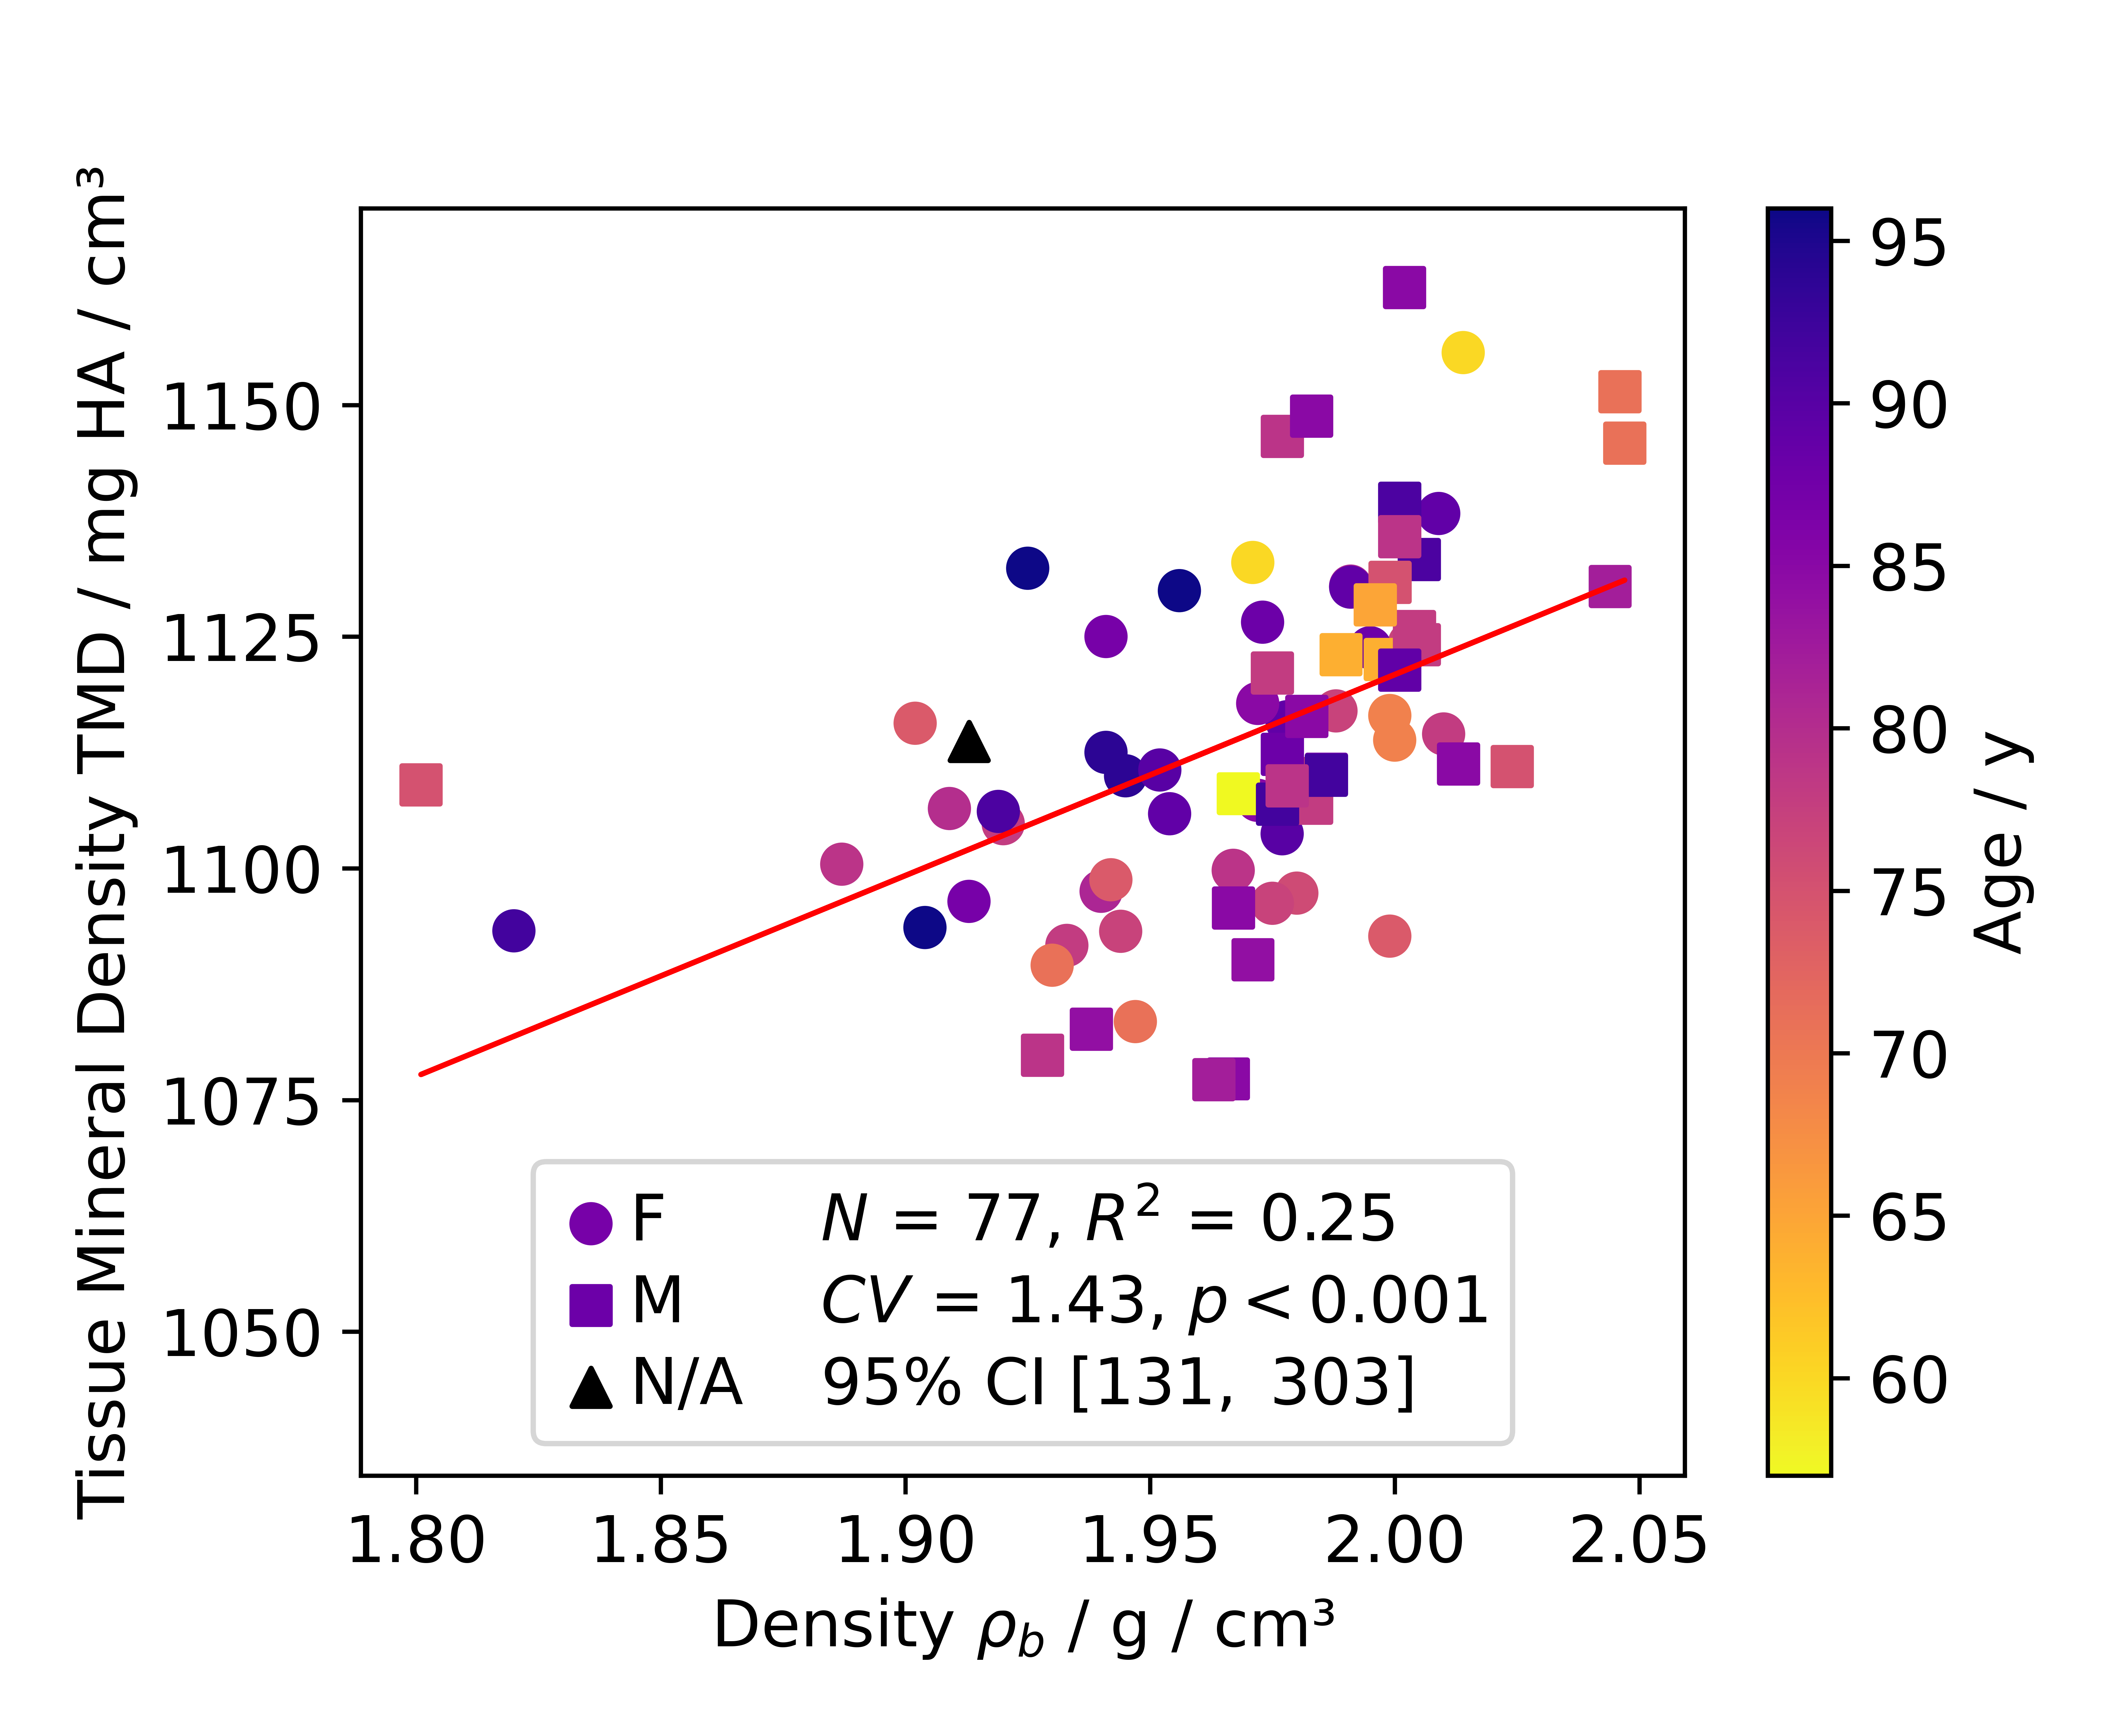 Tissue Mineral Density TMD / mg HA / cm³
1150
1125
1100
1075
1050
F N = 77, R² = 0.25
M CV = 1.43, p < 0.001
N/A 95% CI [131, 303]
1.80 1.85 1.90 1.95 2.00 2.05
Density ρb / g / cm³
95
90
85
80
75
70
65
60
Age / y